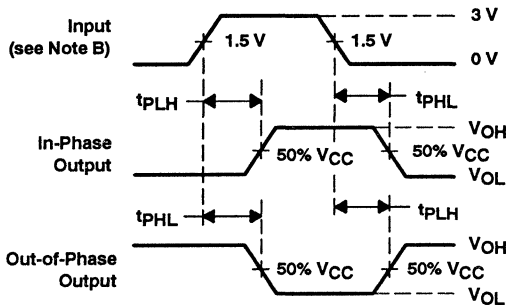 Input
(see Note B)
1.5 V
1.5 V
3 V
0 V
tPLH
tPHL
In-Phase
Output
50% VCC
50% VCC
VOH
VOL
tPHL
tPLH
Out-of-Phase
Output
50% VCC
50% VCC
VOH
VOL